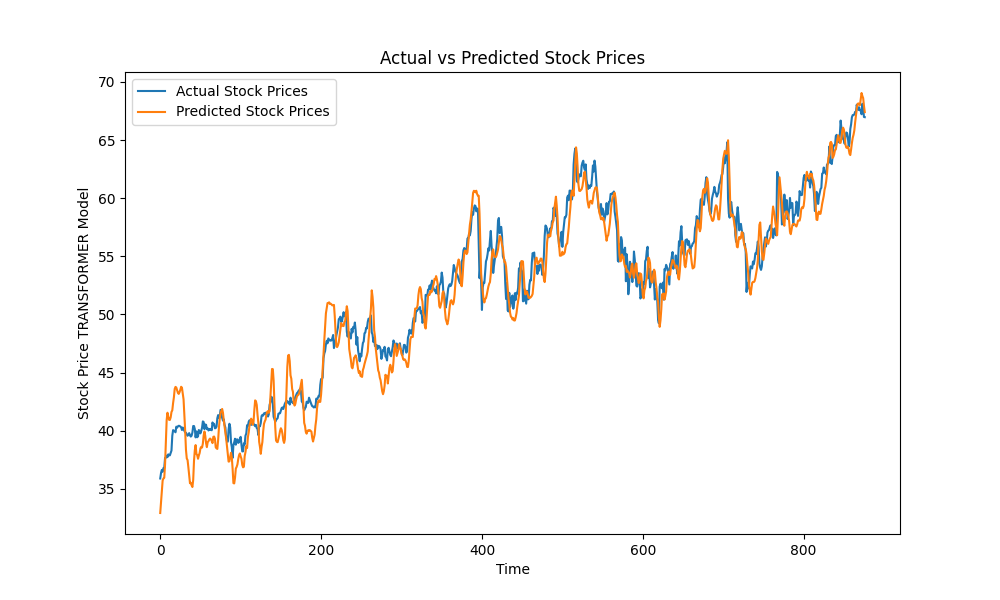 Actual vs Predicted Stock Prices
Actual Stock Prices
Predicted Stock Prices
Stock Price TRANSFORMER Model
70
65
60
55
50
45
40
35
0 200 400 600 800
Time